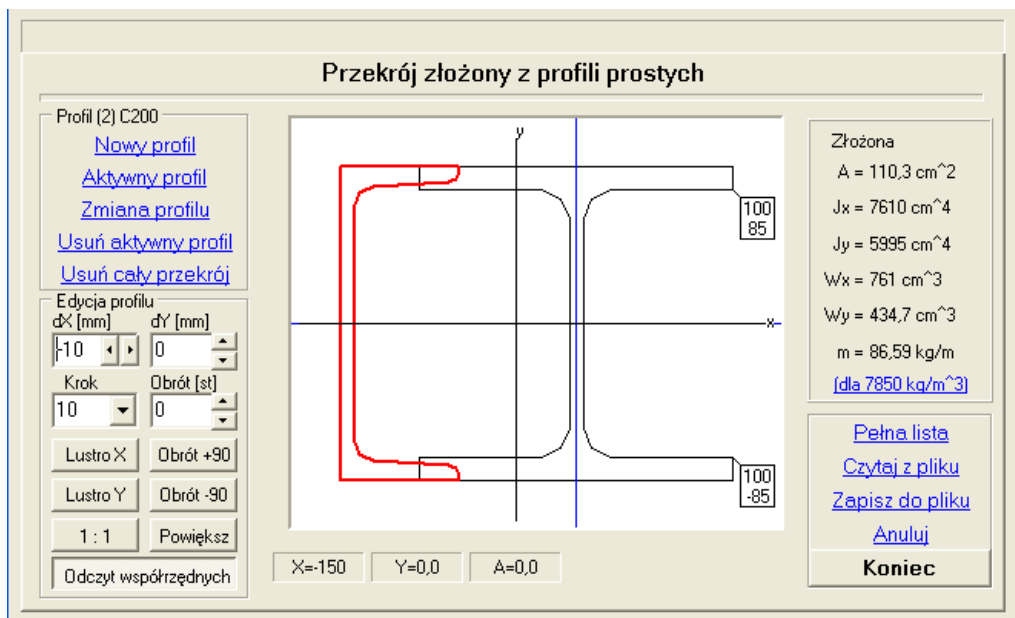 Przekrój złożony z profili prostych
Profil (2) C200
Nowy profil
Aktywny profil
Zmiana profilu
Usuń aktywny profil
Usuń cały przekrój
Edycja profilu
dX [mm] dY [mm]
-10 0
Krok Obrót [st]
10 0
Lustro X Obrót +90
Lustro Y Obrót -90
1 : 1 Powiększ
Odczyt współrzędnych
y
x
100
85
100
-85
X=-150 Y=0,0 A=0,0
Złożona
A = 110,3 cm^2
Jx = 7610 cm^4
Jy = 5995 cm^4
Wx = 761 cm^3
Wy = 434,7 cm^3
m = 86,59 kg/m
(dla 7850 kg/m^3)
Pełna lista
Czytaj z pliku
Zapisz do pliku
Anuluj
Koniec